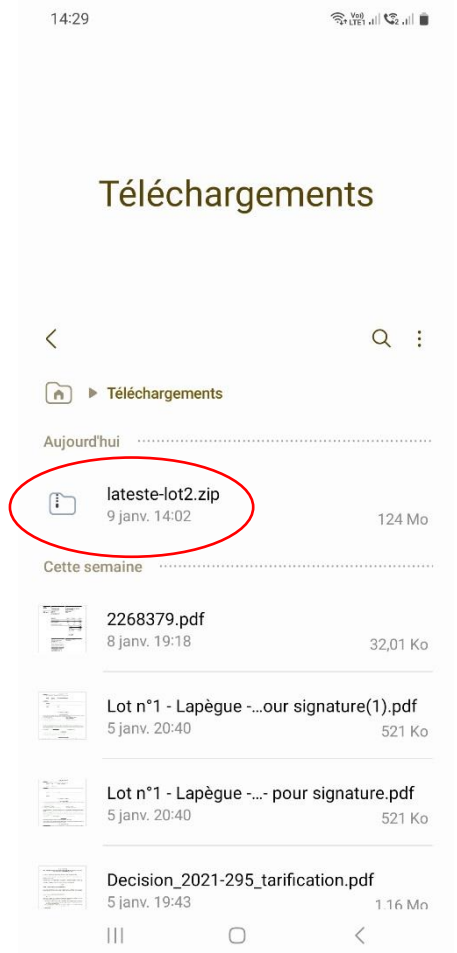 14:29
Vo)) LTE1
2
Téléchargements
Téléchargements
Aujourd'hui
lateste-lot2.zip
9 janv. 14:02
124 Mo
Cette semaine
2268379.pdf
8 janv. 19:18
32,01 Ko
Lot n°1 - Lapègue -...our signature(1).pdf
5 janv. 20:40
521 Ko
Lot n°1 - Lapègue -...- pour signature.pdf
5 janv. 20:40
521 Ko
Decision_2021-295_tarification.pdf
5 janv. 19:43
1,16 Mo